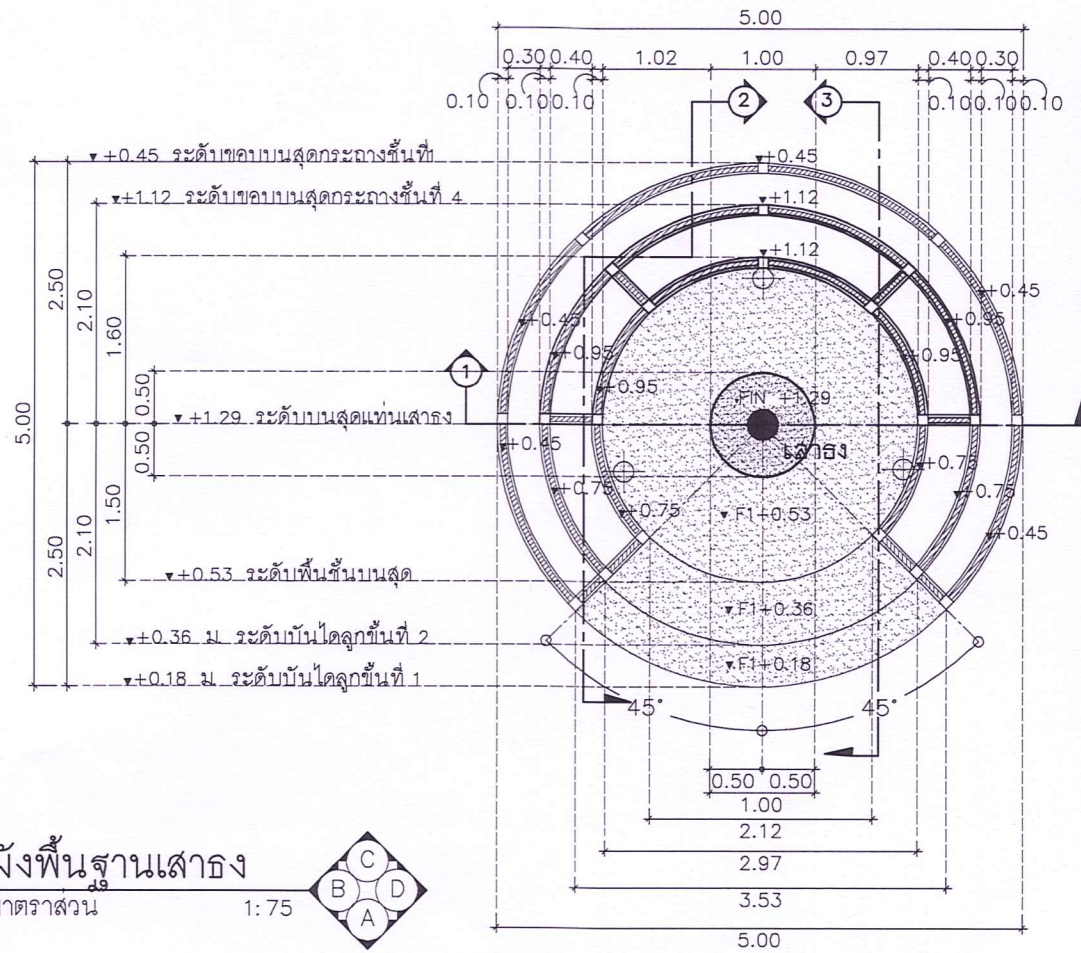 5.00
0.30 0.40 1.02 1.00 0.97 0.40 0.30
0.10 0.10 0.10 0.10 0.10 0.10
2 3
+0.45 ระดับขอบบนสุดกระถางชั้นที่1
+0.45
+1.12 ระดับขอบบนสุดกระถางชั้นที่ 4
+1.12
+1.12
2.50
2.10
1.60
0.50
+0.45
+0.45
+0.95
+0.95
+0.95
+0.95
1
FIN +1.29
5.00
+1.29 ระดับบนสุดแท่นเสาธง
เสาธง
0.50
+0.45
+0.75
+0.75
+0.75
+0.75
+0.45
1.50
2.10
2.50
F1+0.53
+0.53 ระดับพื้นชั้นบนสุด
F1+0.36
+0.36 ม ระดับบันไดลูกขั้นที่ 2
F1+0.18
+0.18 ม ระดับบันไดลูกขั้นที่ 1
45° 45°
0.50 0.50
1.00
2.12
2.97
3.53
5.00
ผังพื้นฐานเสาธง
มาตราส่วน 1:75
C
B D
A